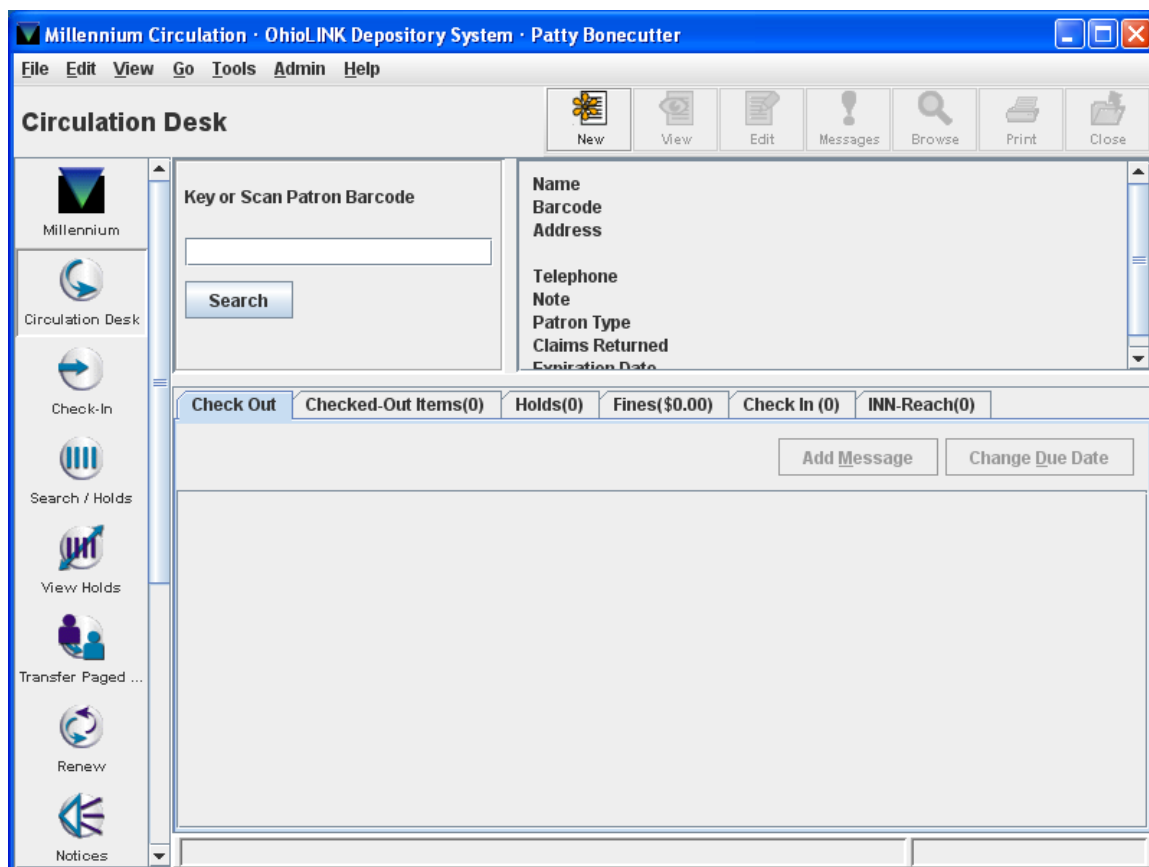 Millennium Circulation · OhioLINK Depository System · Patty Bonecutter
File Edit View Go Tools Admin Help
Circulation Desk
New View Edit Messages Browse Print Close
Millennium
Circulation Desk
Check-In
Search / Holds
View Holds
Transfer Paged ...
Renew
Notices
Key or Scan Patron Barcode
Search
Name
Barcode
Address
Telephone
Note
Patron Type
Claims Returned
Expiration Date
Check Out Checked-Out Items(0) Holds(0) Fines($0.00) Check In (0) INN-Reach(0)
Add Message Change Due Date